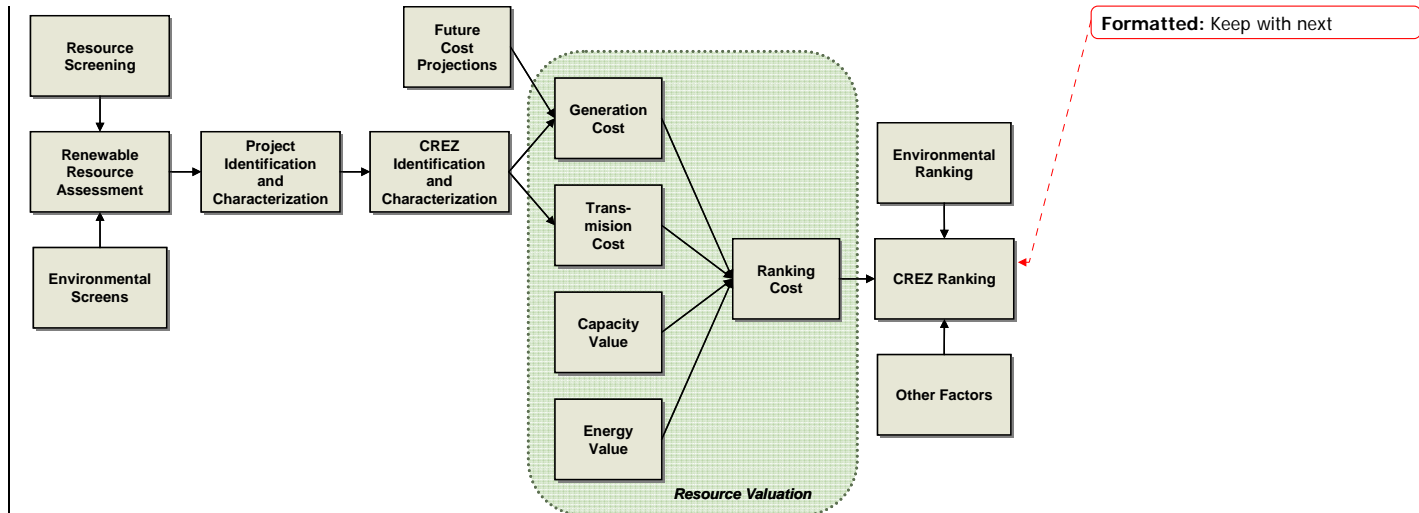 Resource
Screening
Renewable
Resource
Assessment
Environmental
Screens
Project
Identification
and
Characterization
CREZ
Identification
and
Characterization
Future
Cost
Projections
Generation
Cost
Trans-
mision
Cost
Capacity
Value
Energy
Value
Ranking
Cost
Resource Valuation
Environmental
Ranking
CREZ Ranking
Other Factors
Formatted: Keep with next